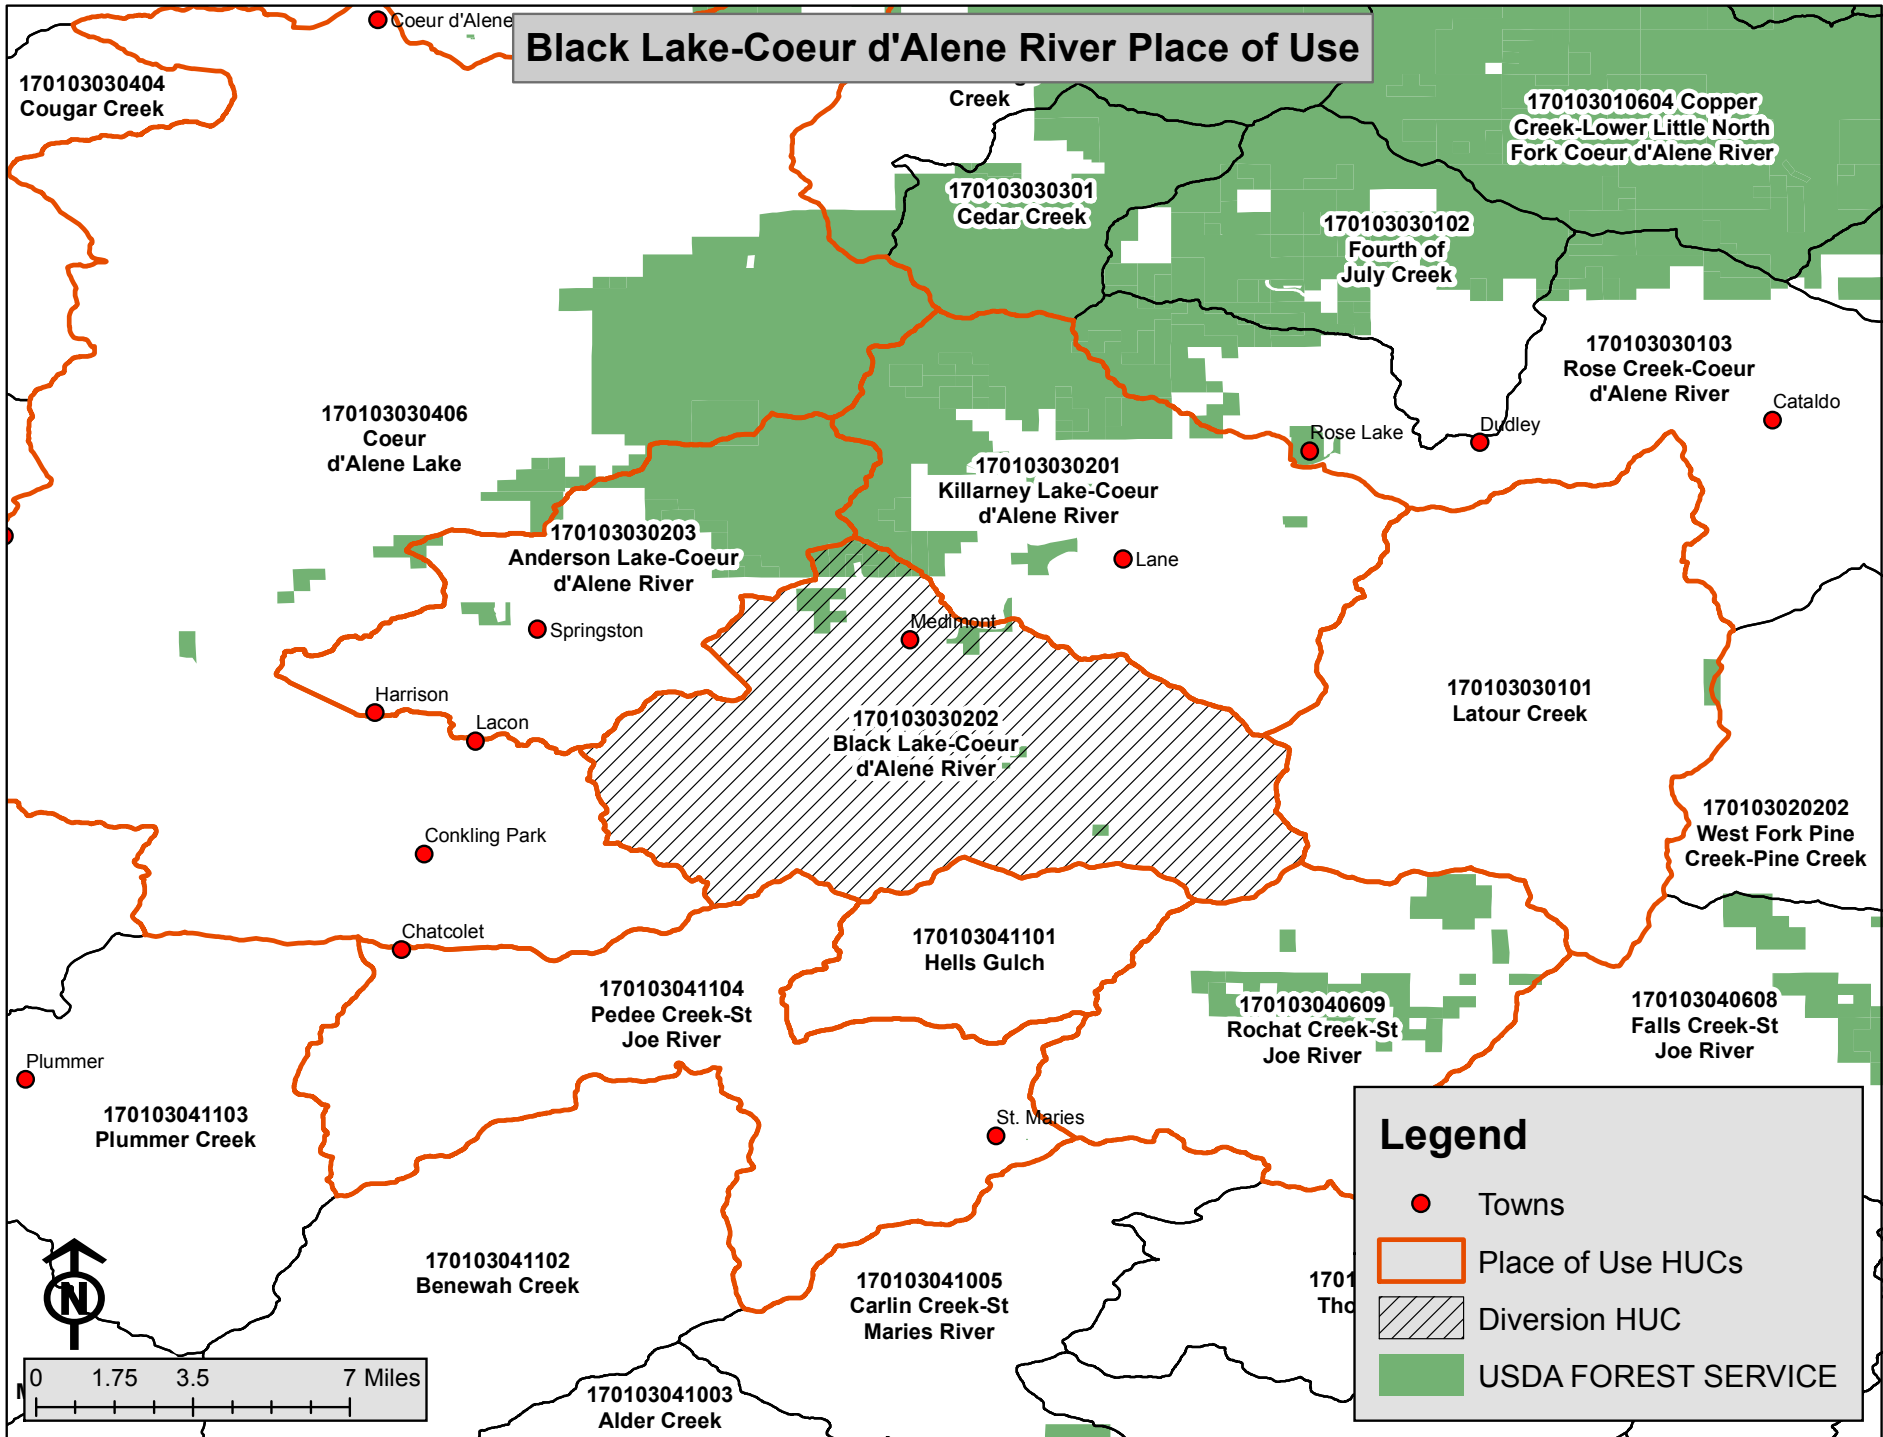 Coeur d'Alene
Black Lake-Coeur d'Alene River Place of Use
170103030404
Cougar Creek
Creek
170103010604 Copper
Creek-Lower Little North
Fork Coeur d'Alene River
170103030301
Cedar Creek
170103030102
Fourth of
July Creek
170103030103
Rose Creek-Coeur
d'Alene River
Cataldo
170103030406
Coeur
d'Alene Lake
Rose Lake
Dudley
170103030201
Killarney Lake-Coeur
d'Alene River
170103030203
Anderson Lake-Coeur
d'Alene River
Lane
Springston
Medimont
Harrison
Lacon
170103030202
Black Lake-Coeur
d'Alene River
170103030101
Latour Creek
Conkling Park
170103020202
West Fork Pine
Creek-Pine Creek
Chatcolet
170103041101
Hells Gulch
170103041104
Pedee Creek-St
Joe River
170103040609
Rochat Creek-St
Joe River
170103040608
Falls Creek-St
Joe River
Plummer
170103041103
Plummer Creek
St. Maries
170103041102
Benewah Creek
170103041005
Carlin Creek-St
Maries River
1701
Tho
170103041003
Alder Creek
Legend
Towns
Place of Use HUCs
Diversion HUC
USDA FOREST SERVICE
N
0 1.75 3.5 7 Miles